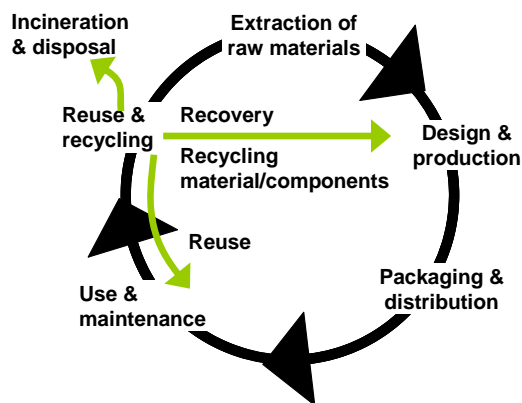 Incineration
& disposal
Extraction of
raw materials
Reuse &
recycling
Recovery
Recycling
material/components
Design &
production
Reuse
Packaging &
distribution
Use &
maintenance